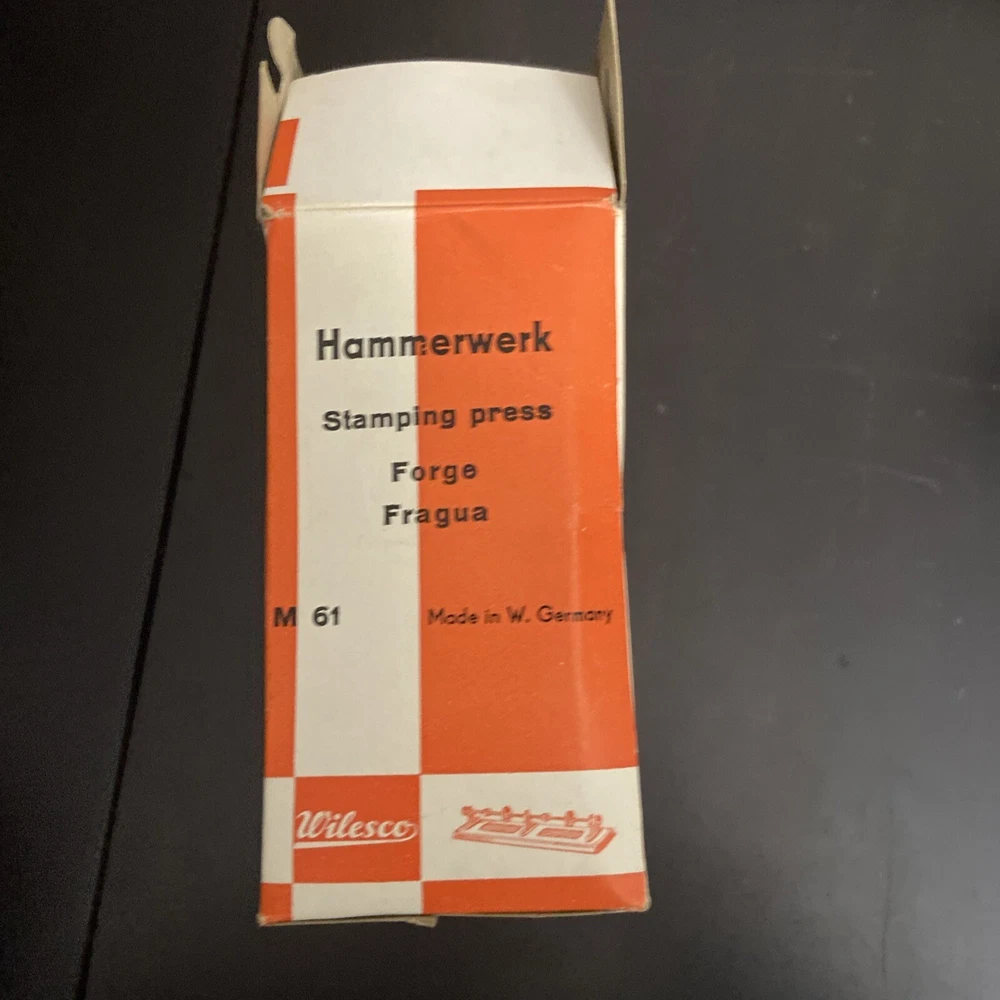 Hammerwerk
Stamping press
Forge
Fragua
M 61
Made in W. Germany
Wilesco